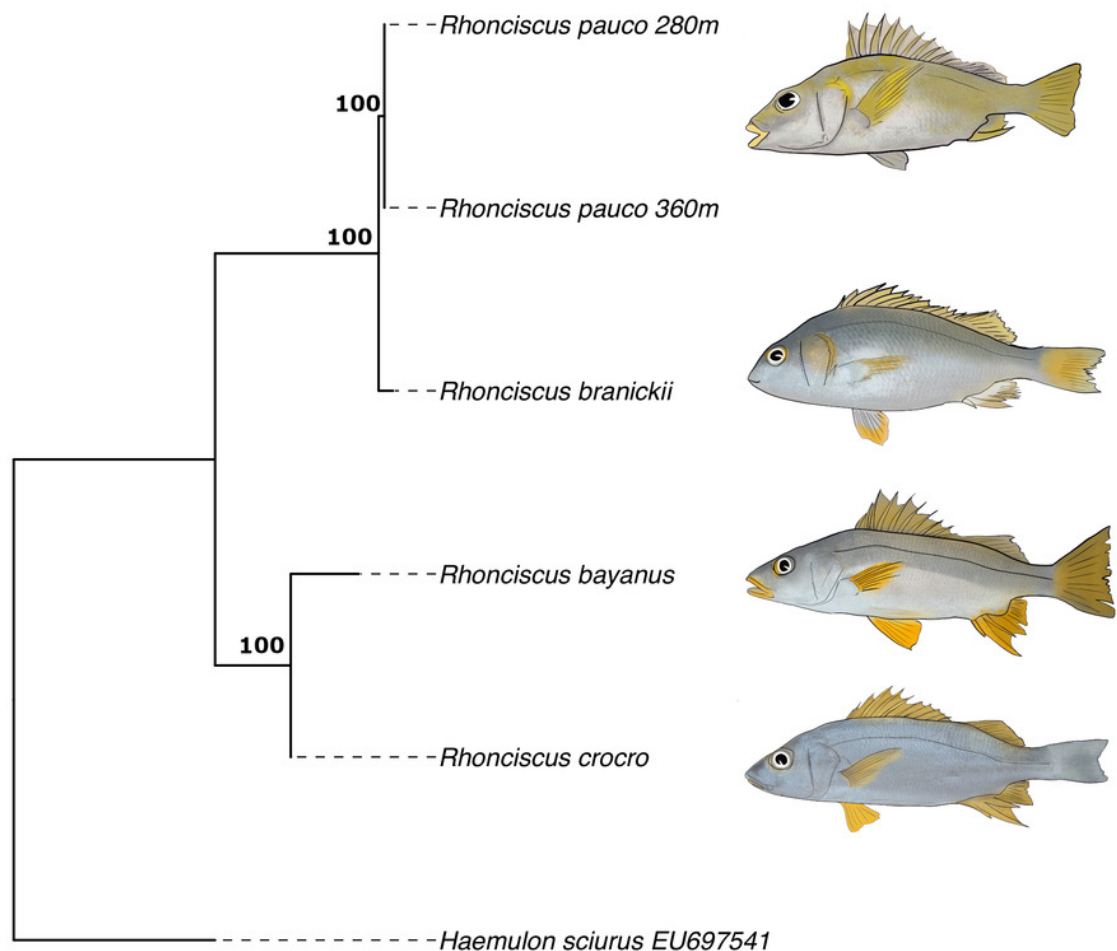 Rhonciscus pauco 280m
100
Rhonciscus pauco 360m
100
Rhonciscus branickii
Rhonciscus bayanus
100
Rhonciscus crocro
Haemulon sciurus EU697541